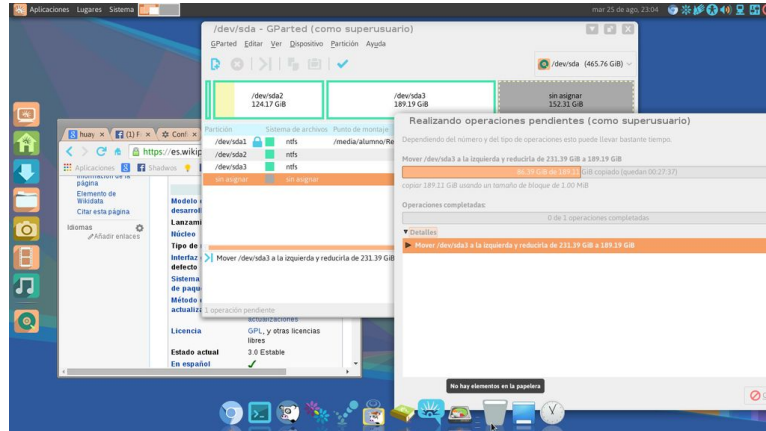 Aplicaciones Lugares Sistema
mar 25 de ago, 23:04
/dev/sda - GParted (como superusuario)
GParted Editar Ver Dispositivo Partición Ayuda
/dev/sda (465.76 GiB)
/dev/sda2
124.17 GiB
/dev/sda3
189.19 GiB
sin asignar
152.31 GiB
Partición Sistema de archivos Punto de montaje
/dev/sda1 ntfs /media/alumno/Re
/dev/sda2 ntfs
/dev/sda3 ntfs
sin asignar sin asignar
Mover /dev/sda3 a la izquierda y reducirla de 231.39 GiB
1 operación pendiente
Realizando operaciones pendientes (como superusuario)
Dependiendo del número y del tipo de operaciones esto puede llevar bastante tiempo.
Mover /dev/sda3 a la izquierda y reducirla de 231.39 GiB a 189.19 GiB
GiB copiado (quedan 00:27:37)
copiar 189.11 GiB usando un tamaño de bloque de 1.00 MiB
Operaciones completadas:
0 de 1 operaciones completadas
Detalles
Mover /dev/sda3 a la izquierda y reducirla de 231.39 GiB a 189.19 GiB
huay
(1) F
Confi
https://es.wikip
Aplicaciones Shadwos
página
Elemento de
Wikidata
Citar esta página
Idiomas
Añadir enlaces
Modelo
desarrol
Lanzami
Núcleo
Tipo de
Interfaz
defecto
Sistema
de paqu
Método
actualiza
actualizaciones
Licencia GPL, y otras licencias
libres
Estado actual 3.0 Estable
En español
No hay elementos en la papelera